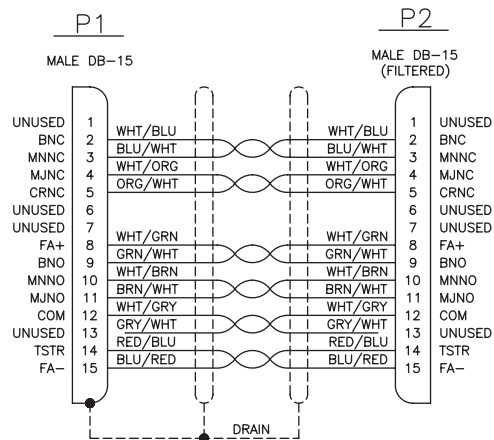 P1
P2
MALE DB-15
MALE DB-15
(FILTERED)
UNUSED 1 1 UNUSED
BNC 2 WHT/BLU WHT/BLU 2 BNC
MNNC 3 BLU/WHT BLU/WHT 3 MNNC
MJNC 4 WHT/ORG WHT/ORG 4 MJNC
CRNC 5 ORG/WHT ORG/WHT 5 CRNC
UNUSED 6 6 UNUSED
UNUSED 7 7 UNUSED
FA+ 8 WHT/GRN WHT/GRN 8 FA+
BNO 9 GRN/WHT GRN/WHT 9 BNO
MNNO 10 WHT/BRN WHT/BRN 10 MNNO
MJNO 11 BRN/WHT BRN/WHT 11 MJNO
COM 12 WHT/GRY WHT/GRY 12 COM
UNUSED 13 GRY/WHT GRY/WHT 13 UNUSED
TSTR 14 RED/BLU RED/BLU 14 TSTR
FA- 15 BLU/RED BLU/RED 15 FA-
DRAIN